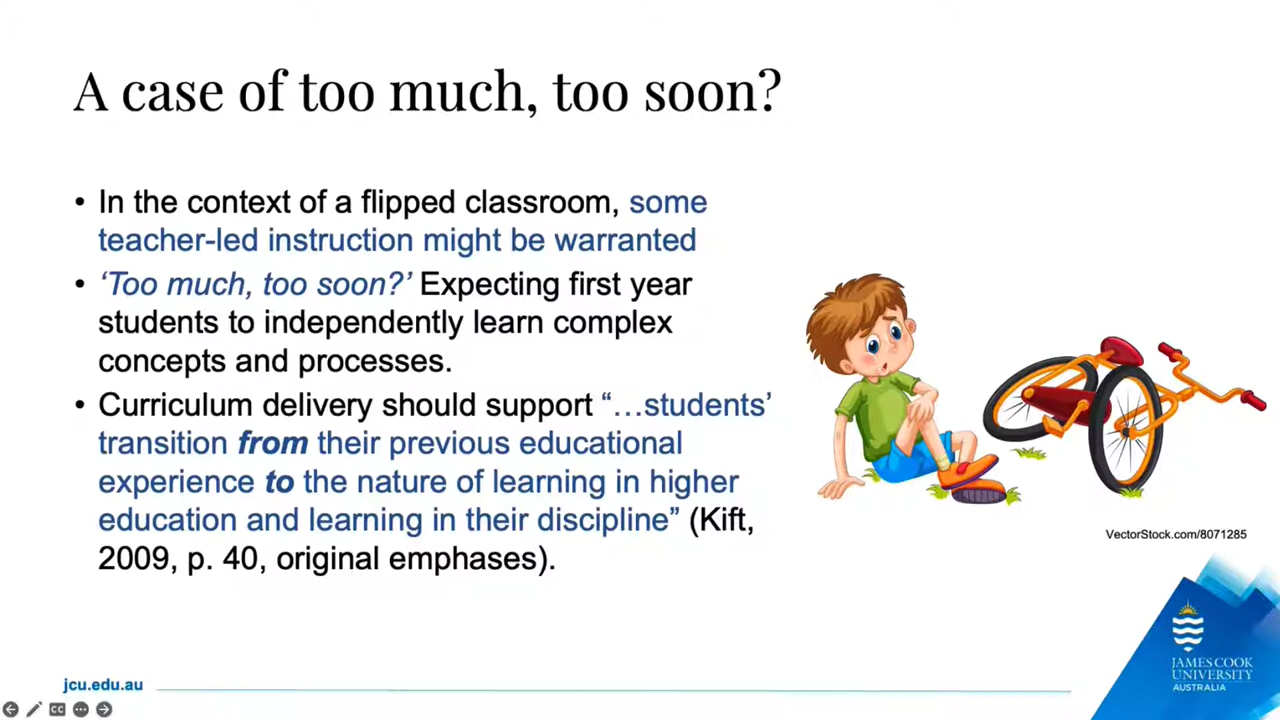 A case of too much, too soon?
• In the context of a flipped classroom, some
teacher-led instruction might be warranted
• ‘Too much, too soon?’ Expecting first year
students to independently learn complex
concepts and processes.
• Curriculum delivery should support “…students’
transition from their previous educational
experience to the nature of learning in higher
education and learning in their discipline” (Kift,
2009, p. 40, original emphases).
VectorStock.com/8071285
JAMES COOK
UNIVERSITY
AUSTRALIA
jcu.edu.au
CC